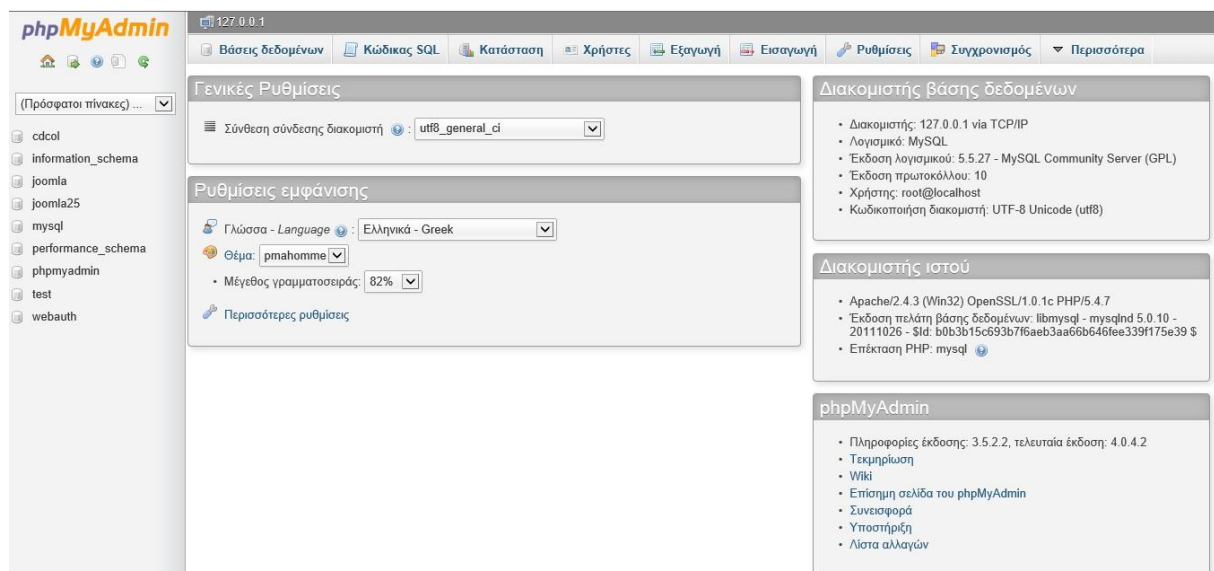 phpMyAdmin
(Πρόσφατοι πίνακες) ...
cdcol
information_schema
joomla
joomla25
mysql
performance_schema
phpmyadmin
test
webauth
127.0.0.1
Βάσεις δεδομένων Κώδικας SQL Κατάσταση Χρήστες Εξαγωγή Εισαγωγή Ρυθμίσεις Συγχρονισμός Περισσότερα
Γενικές Ρυθμίσεις
Σύνθεση σύνδεσης διακομιστή : utf8_general_ci
Ρυθμίσεις εμφάνισης
Γλώσσα - Language : Ελληνικά - Greek
Θέμα: pmahomme
• Μέγεθος γραμματοσειράς: 82%
Περισσότερες ρυθμίσεις
Διακομιστής βάσης δεδομένων
• Διακομιστής: 127.0.0.1 via TCP/IP
• Λογισμικό: MySQL
• Έκδοση λογισμικού: 5.5.27 - MySQL Community Server (GPL)
• Έκδοση πρωτοκόλλου: 10
• Χρήστης: root@localhost
• Κωδικοποιήση διακομιστή: UTF-8 Unicode (utf8)
Διακομιστής ιστού
• Apache/2.4.3 (Win32) OpenSSL/1.0.1c PHP/5.4.7
• Έκδοση πελάτη βάσης δεδομένων: libmysql - mysqlnd 5.0.10 -
20111026 - $Id: b0b3b15c693b7f6aeb3aa66b646fee339f175e39 $
• Επέκταση PHP: mysql
phpMyAdmin
• Πληροφορίες έκδοσης: 3.5.2.2, τελευταία έκδοση: 4.0.4.2
• Τεκμηρίωση
• Wiki
• Επίσημη σελίδα του phpMyAdmin
• Συνεισφορά
• Υποστήριξη
• Λίστα αλλαγών